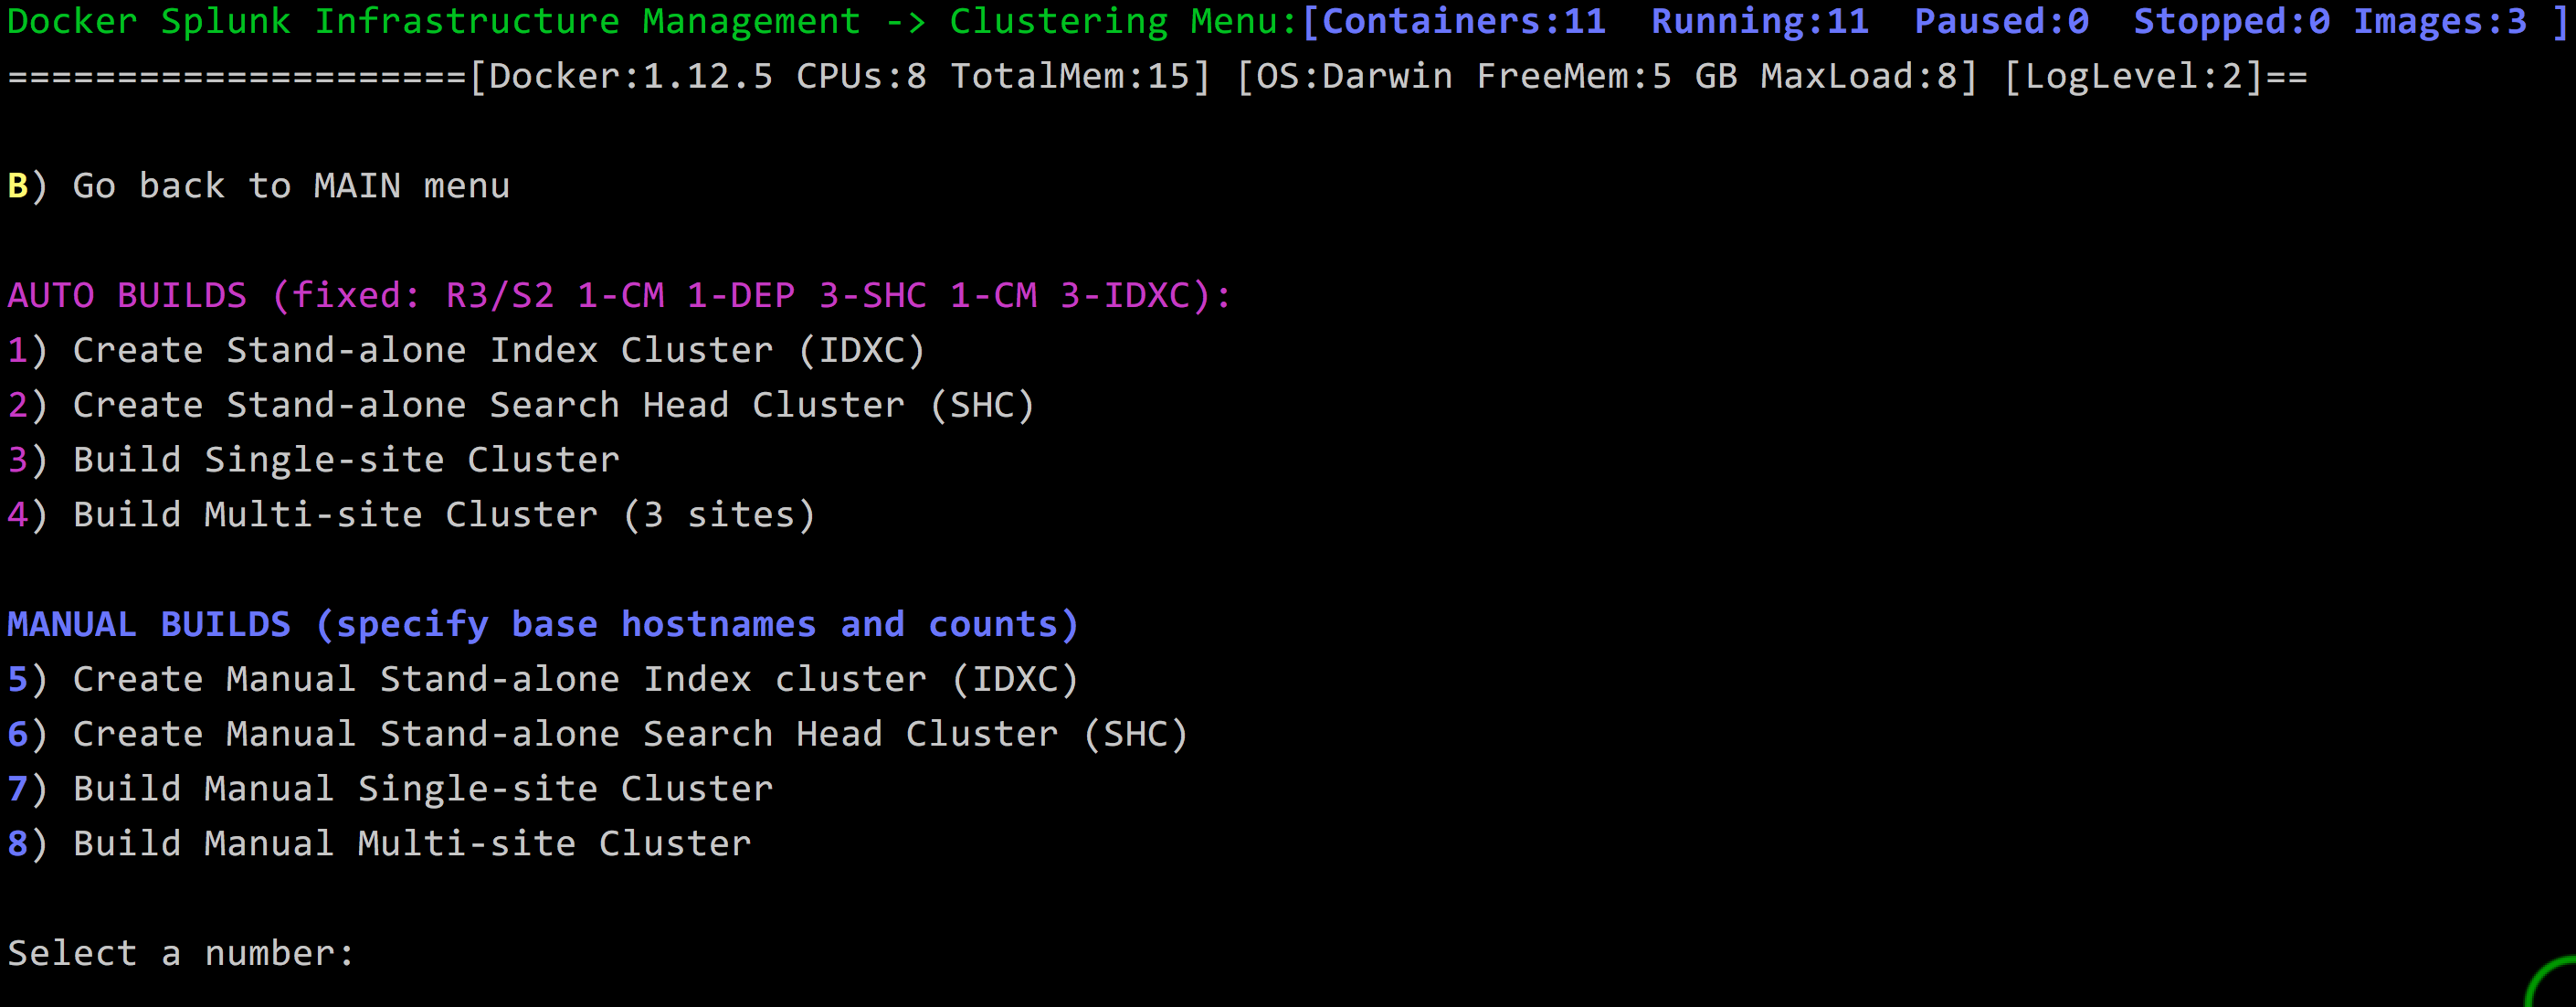 Docker Splunk Infrastructure Management -> Clustering Menu:[Containers:11  Running:11  Paused:0  Stopped:0 Images:3 ]
=====================[Docker:1.12.5 CPUs:8 TotalMem:15] [OS:Darwin FreeMem:5 GB MaxLoad:8] [LogLevel:2]==
B) Go back to MAIN menu
AUTO BUILDS (fixed: R3/S2 1-CM 1-DEP 3-SHC 1-CM 3-IDXC):
1) Create Stand-alone Index Cluster (IDXC)
2) Create Stand-alone Search Head Cluster (SHC)
3) Build Single-site Cluster
4) Build Multi-site Cluster (3 sites)
MANUAL BUILDS (specify base hostnames and counts)
5) Create Manual Stand-alone Index cluster (IDXC)
6) Create Manual Stand-alone Search Head Cluster (SHC)
7) Build Manual Single-site Cluster
8) Build Manual Multi-site Cluster
Select a number: